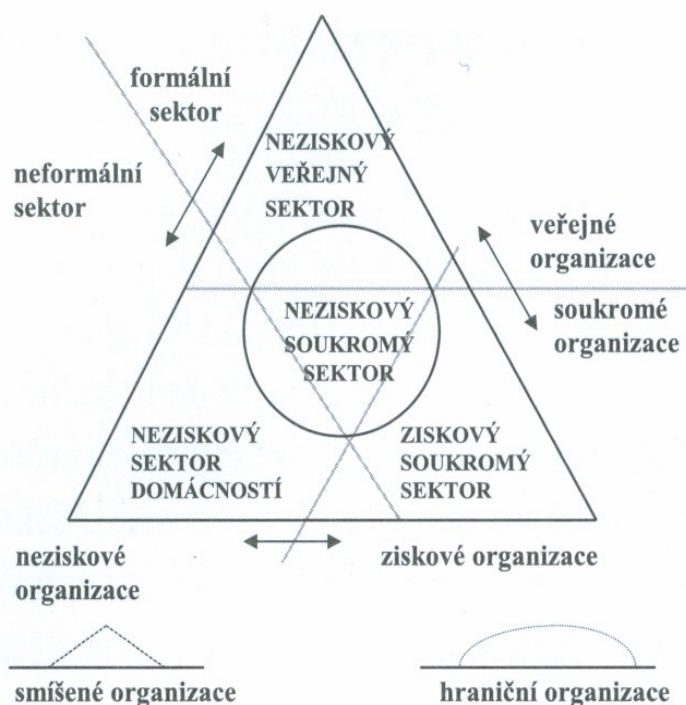 formální
sektor
neformální
sektor
NEZISKOVÝ
VEŘEJNÝ
SEKTOR
veřejné
organizace
soukromé
organizace
NEZISKOVÝ
SOUKROMÝ
SEKTOR
NEZISKOVÝ
SEKTOR
DOMÁCNOSTÍ
ZISKOVÝ
SOUKROMÝ
SEKTOR
neziskové
organizace
ziskové organizace
smíšené organizace
hraniční organizace